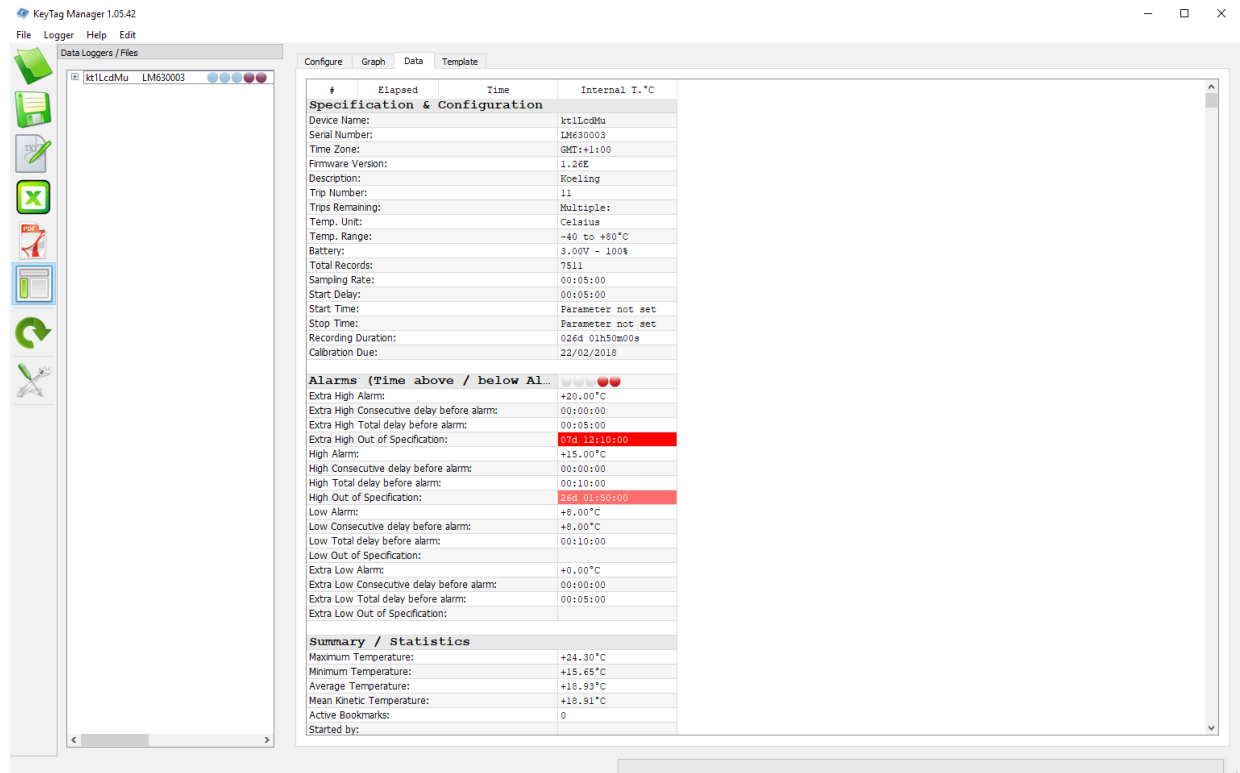 KeyTag Manager 1.05.42
File Logger Help Edit
Data Loggers / Files
kt1LcdMu LM630003
Configure Graph Data Template
# Elapsed Time Internal T.°C
Specification & Configuration
Device Name: kt1LcdMu
Serial Number: LM630003
Time Zone: GMT:+1:00
Firmware Version: 1.26E
Description: Koeling
Trip Number: 11
Trips Remaining: Multiple:
Temp. Unit: Celsius
Temp. Range: -40 to +80°C
Battery: 3.00V - 100%
Total Records: 7511
Sampling Rate: 00:05:00
Start Delay: 00:05:00
Start Time: Parameter not set
Stop Time: Parameter not set
Recording Duration: 026d 01h50m00s
Calibration Due: 22/02/2018
Alarms (Time above / below Al...
Extra High Alarm: +20.00°C
Extra High Consecutive delay before alarm: 00:00:00
Extra High Total delay before alarm: 00:05:00
Extra High Out of Specification: 07d 12:10:00
High Alarm: +15.00°C
High Consecutive delay before alarm: 00:00:00
High Total delay before alarm: 00:10:00
High Out of Specification: 26d 01:50:00
Low Alarm: +8.00°C
Low Consecutive delay before alarm: +8.00°C
Low Total delay before alarm: 00:10:00
Low Out of Specification:
Extra Low Alarm: +0.00°C
Extra Low Consecutive delay before alarm: 00:00:00
Extra Low Total delay before alarm: 00:05:00
Extra Low Out of Specification:
Summary / Statistics
Maximum Temperature: +24.30°C
Minimum Temperature: +15.65°C
Average Temperature: +18.93°C
Mean Kinetic Temperature: +18.91°C
Active Bookmarks: 0
Started by:
TXT
X
PDF